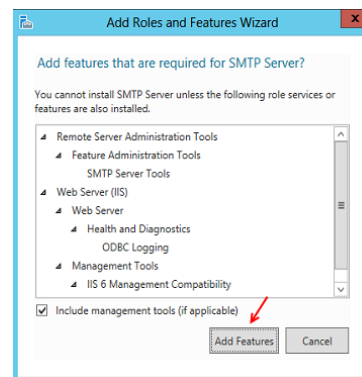 Add Roles and Features Wizard
x
Add features that are required for SMTP Server?
You cannot install SMTP Server unless the following role services or
features are also installed.
Remote Server Administration Tools
Feature Administration Tools
SMTP Server Tools
Web Server (IIS)
Web Server
Health and Diagnostics
ODBC Logging
Management Tools
IIS 6 Management Compatibility
Include management tools (if applicable)
Add Features
Cancel